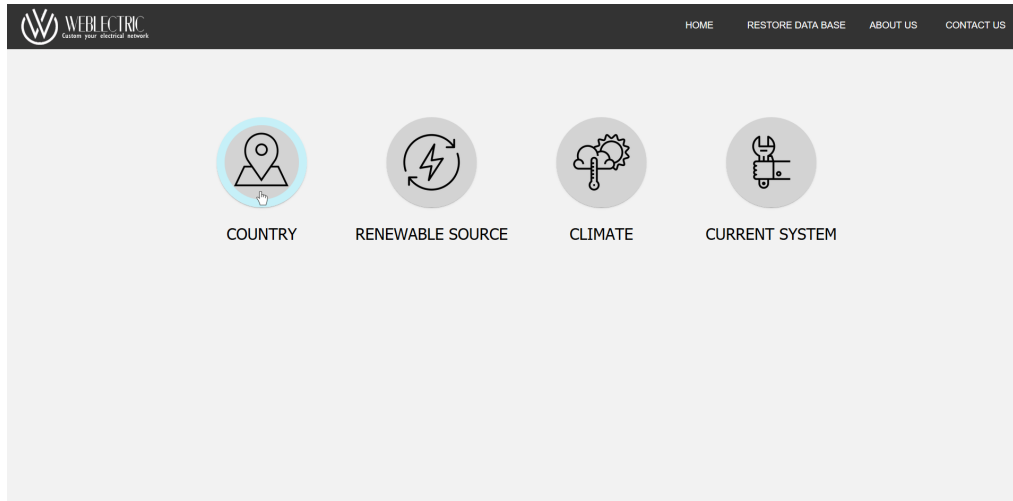 WEBLECTRIC
Custom your electrical network
HOME RESTORE DATA BASE ABOUT US CONTACT US
COUNTRY RENEWABLE SOURCE CLIMATE CURRENT SYSTEM